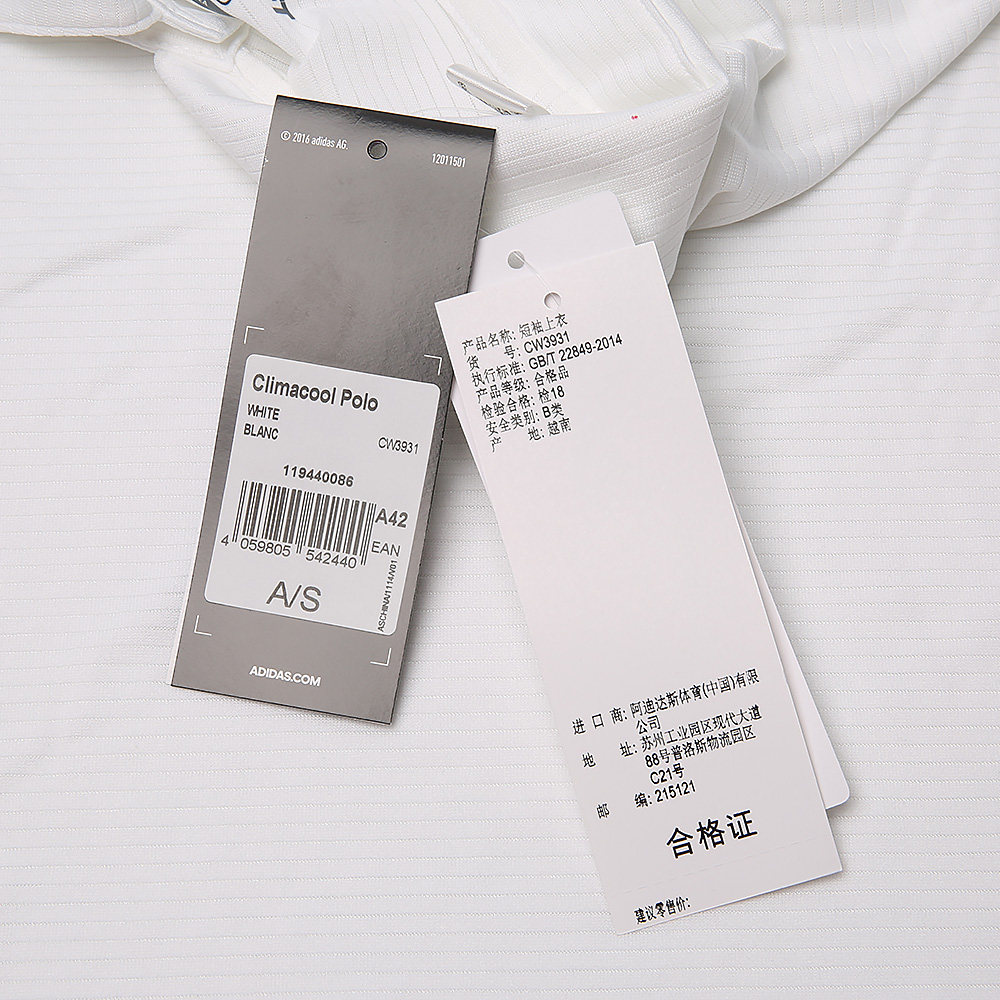 © 2016 adidas AG.
12011501
Climacool Polo
WHITE
BLANC
CW3931
119440086
A42
4 059805 542440
EAN
A/S
ASCHINA/1114/V01
ADIDAS.COM
产品名称: 短袖上衣
货 号: CW3931
执行标准: GB/T 22849-2014
产品等级: 合格品
检验合格: 检18
安全类别: B类
产 地: 越南
进 口 商: 阿迪达斯体育(中国)有限
公司
地 址: 苏州工业园区现代大道
88号普洛斯物流园区
C21号
邮 编: 215121
合格证
建议零售价: